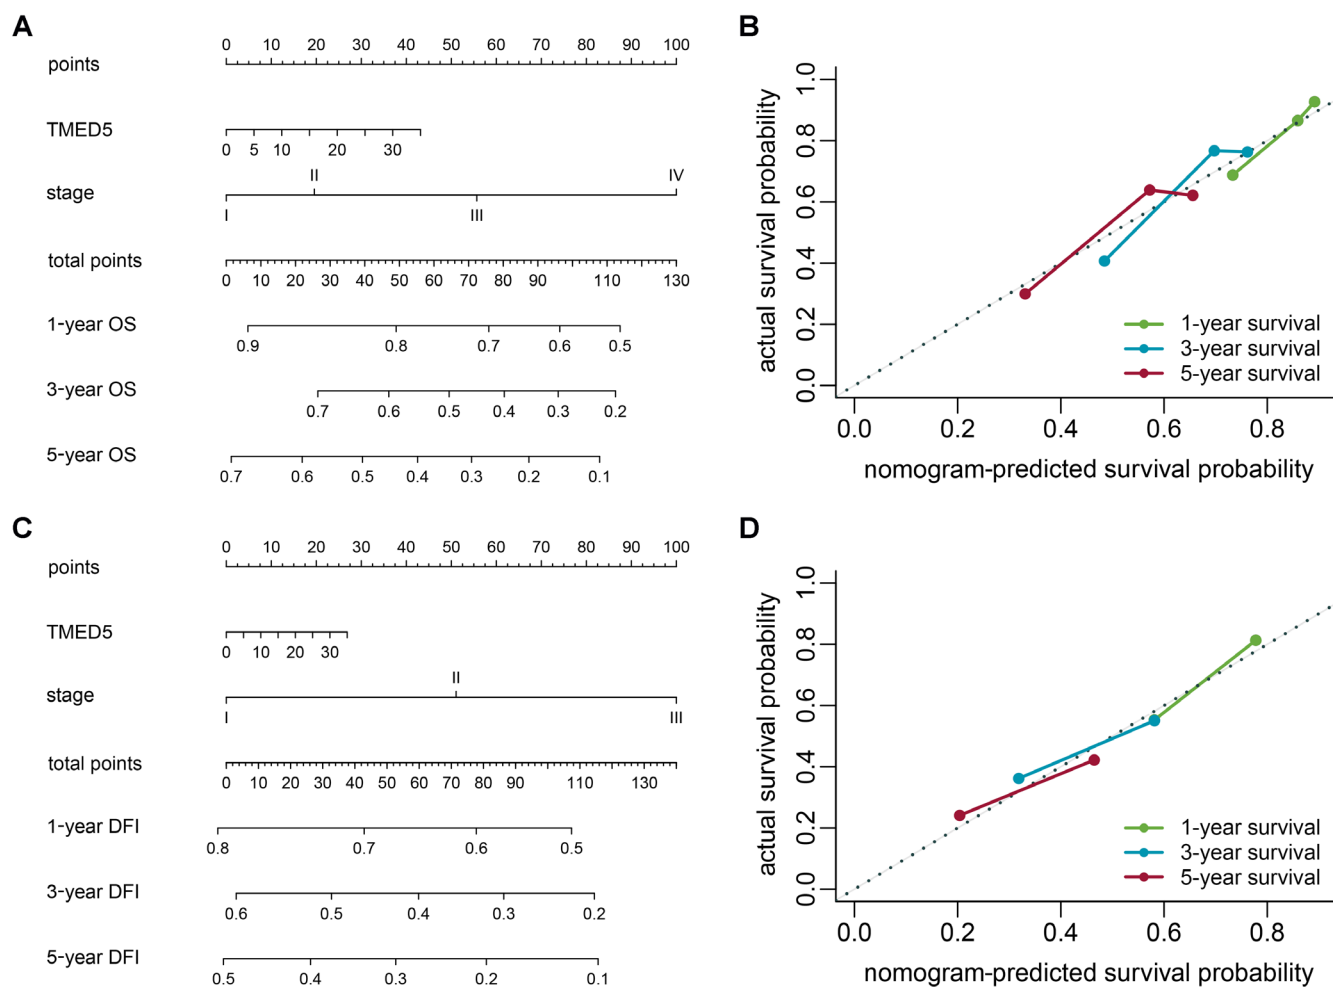 A
0 10 20 30 40 50 60 70 80 90 100
points
TMED5
0 5 10 20 30
II IV
stage
I III
total points
0 10 20 30 40 50 60 70 80 90 110 130
1-year OS
0.9 0.8 0.7 0.6 0.5
3-year OS
0.7 0.6 0.5 0.4 0.3 0.2
5-year OS
0.7 0.6 0.5 0.4 0.3 0.2 0.1
B
actual survival probability
1.0
0.8
0.6
0.4
0.2
0.0
1-year survival
3-year survival
5-year survival
0.0 0.2 0.4 0.6 0.8
nomogram-predicted survival probability
C
0 10 20 30 40 50 60 70 80 90 100
points
TMED5
0 10 20 30
II
stage
I III
total points
0 10 20 30 40 50 60 70 80 90 110 130
1-year DFI
0.8 0.7 0.6 0.5
3-year DFI
0.6 0.5 0.4 0.3 0.2
5-year DFI
0.5 0.4 0.3 0.2 0.1
D
actual survival probability
1.0
0.8
0.6
0.4
0.2
0.0
1-year survival
3-year survival
5-year survival
0.0 0.2 0.4 0.6 0.8
nomogram-predicted survival probability